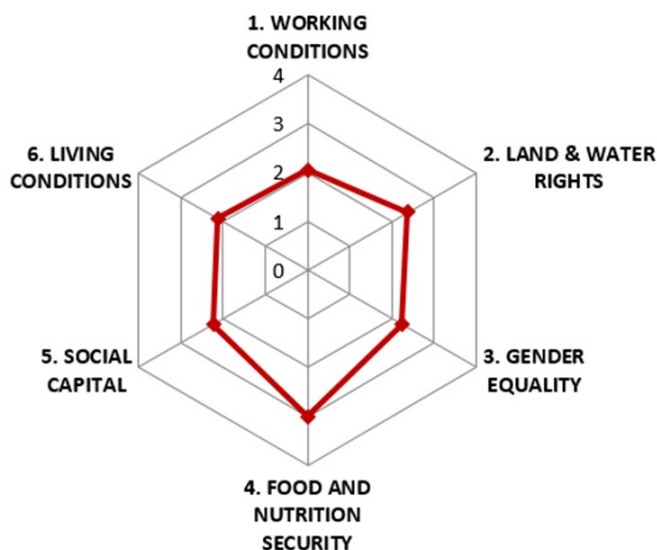 1. WORKING
CONDITIONS
4
3
2
1
0
2. LAND & WATER
RIGHTS
3. GENDER
EQUALITY
4. FOOD AND
NUTRITION
SECURITY
5. SOCIAL
CAPITAL
6. LIVING
CONDITIONS